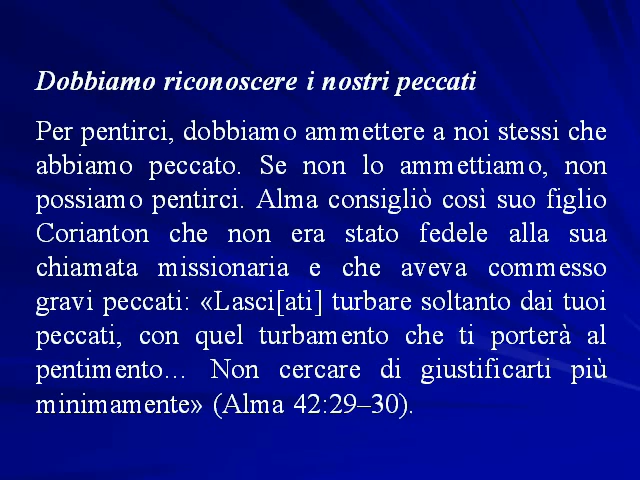 Dobbiamo riconoscere i nostri peccati
Per pentirci, dobbiamo ammettere a noi stessi che
abbiamo peccato. Se non lo ammettiamo, non
possiamo pentirci. Alma consigliò così suo figlio
Corianton che non era stato fedele alla sua
chiamata missionaria e che aveva commesso
gravi peccati: «Lasci[ati] turbare soltanto dai tuoi
peccati, con quel turbamento che ti porterà al
pentimento… Non cercare di giustificarti più
minimamente» (Alma 42:29–30).